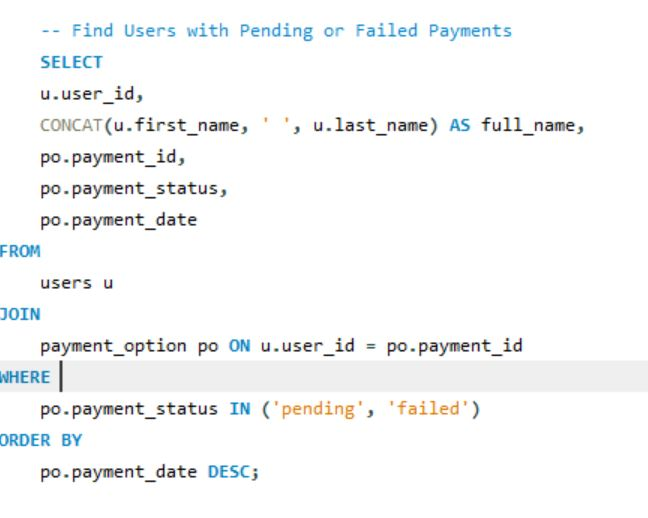 -- Find Users with Pending or Failed Payments
SELECT
u.user_id,
CONCAT(u.first_name, ' ', u.last_name) AS full_name,
po.payment_id,
po.payment_status,
po.payment_date
FROM
users u
JOIN
payment_option po ON u.user_id = po.payment_id
WHERE
po.payment_status IN ('pending', 'failed')
ORDER BY
po.payment_date DESC;